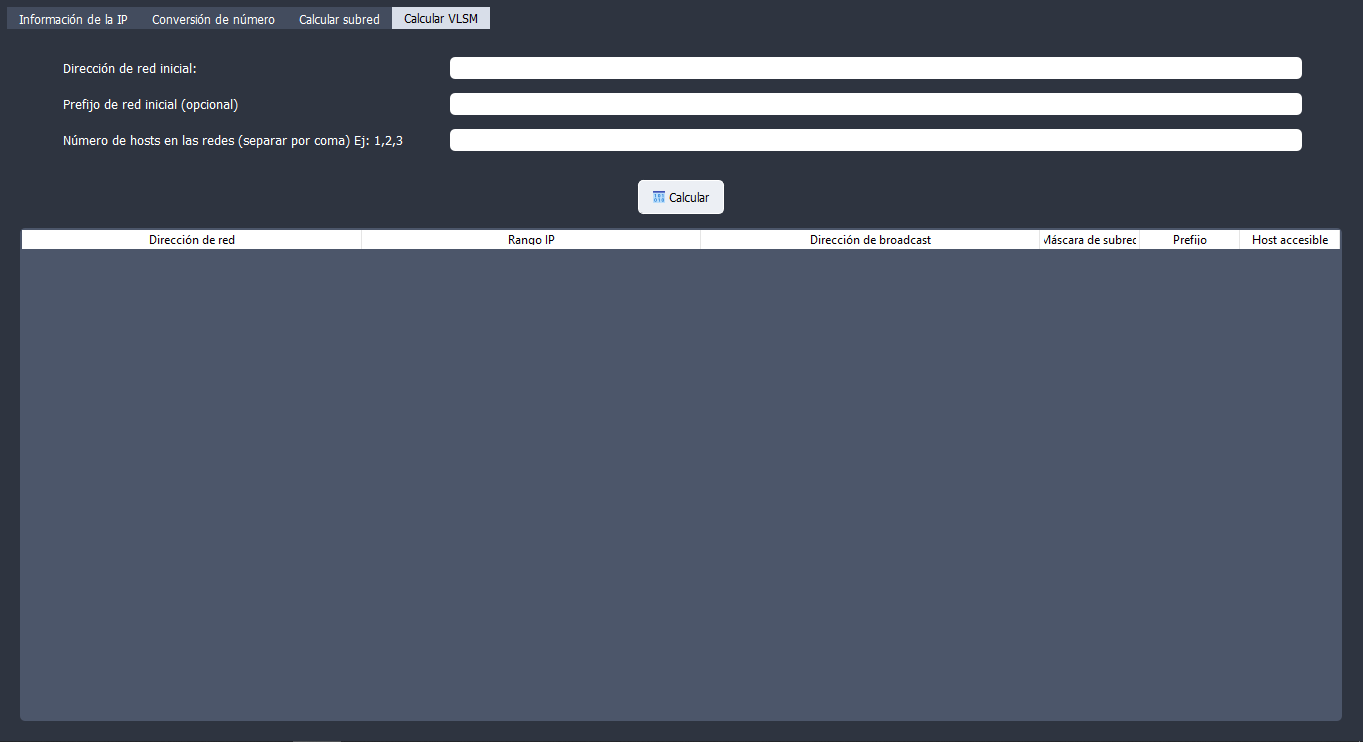 Información de la IP Conversión de número Calcular subred Calcular VLSM
Dirección de red inicial:
Prefijo de red inicial (opcional)
Número de hosts en las redes (separar por coma) Ej: 1,2,3
Calcular
Dirección de red Rango IP Dirección de broadcast Máscara de subred Prefijo Host accesible